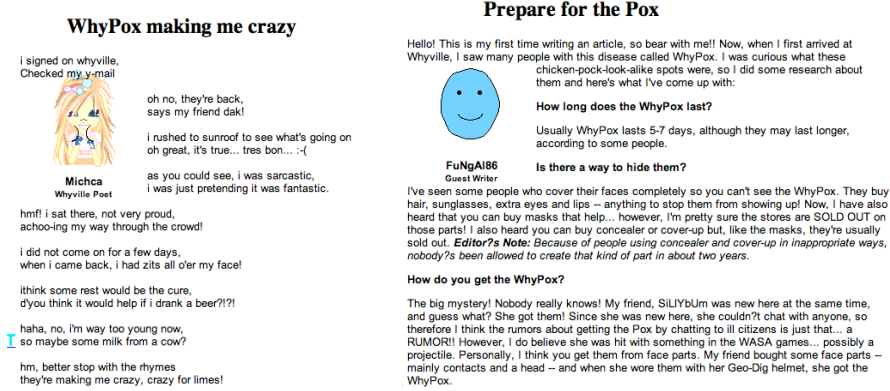 WhyPox making me crazy
i signed on whyville,
Checked my y-mail
oh no, they're back,
says my friend dak!
i rushed to sunroof to see what's going on
oh great, it's true... tres bon... :-(
as you could see, i was sarcastic,
i was just pretending it was fantastic.
Michca
Whyville Poet
hmf! i sat there, not very proud,
achoo-ing my way through the crowd!
i did not come on for a few days,
when i came back, i had zits all o'er my face!
ithink some rest would be the cure,
d'you think it would help if i drank a beer?!?!
haha, no, i'm way too young now,
T
so maybe some milk from a cow?
hm, better stop with the rhymes
they're making me crazy, crazy for limes!
Prepare for the Pox
Hello! This is my first time writing an article, so bear with me!! Now, when I first arrived at
Whyville, I saw many people with this disease called WhyPox. I was curious what these
chicken-pock-look-alike spots were, so I did some research about
them and here's what I've come up with:
How long does the WhyPox last?
Usually WhyPox lasts 5-7 days, although they may last longer,
according to some people.
FuNgAl86
Guest Writer
Is there a way to hide them?
I've seen some people who cover their faces completely so you can't see the WhyPox. They buy
hair, sunglasses, extra eyes and lips -- anything to stop them from showing up! Now, I have also
heard that you can buy masks that help... however, I'm pretty sure the stores are SOLD OUT on
those parts! I also heard you can buy concealer or cover-up but, like the masks, they're usually
sold out. Editor?s Note: Because of people using concealer and cover-up in inappropriate ways,
nobody?s been allowed to create that kind of part in about two years.
How do you get the WhyPox?
The big mystery! Nobody really knows! My friend, SiLlYbUm was new here at the same time,
and guess what? She got them! Since she was new here, she couldn?t chat with anyone, so
therefore I think the rumors about getting the Pox by chatting to ill citizens is just that... a
RUMOR!! However, I do believe she was hit with something in the WASA games... possibly a
projectile. Personally, I think you get them from face parts. My friend bought some face parts --
mainly contacts and a head -- and when she wore them with her Geo-Dig helmet, she got the
WhyPox.